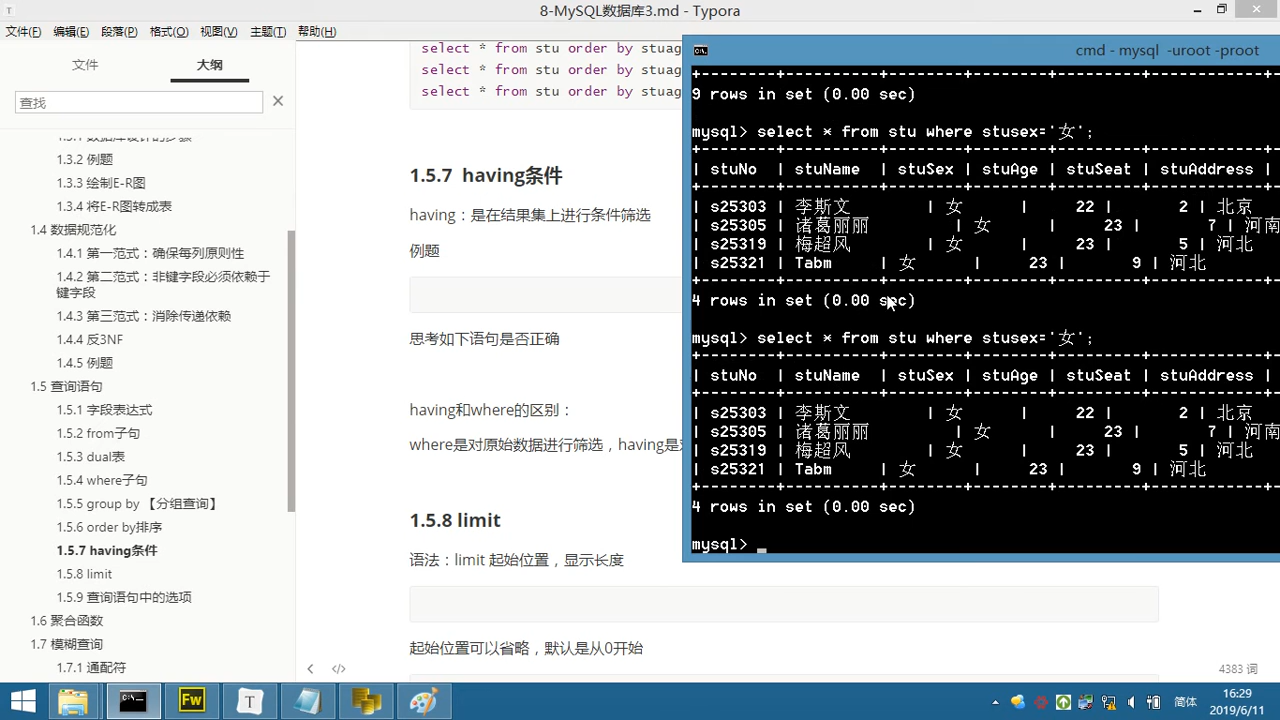 8-MySQL数据库3.md - Typora
文件(F) 编辑(E) 段落(P) 格式(O) 视图(V) 主题(T) 帮助(H)
文件 大纲
查找
1.3.1 数据库设计的步骤
1.3.2 例题
1.3.3 绘制E-R图
1.3.4 将E-R图转成表
1.4 数据规范化
1.4.1 第一范式：确保每列原则性
1.4.2 第二范式：非键字段必须依赖于
键字段
1.4.3 第三范式：消除传递依赖
1.4.4 反3NF
1.4.5 例题
1.5 查询语句
1.5.1 字段表达式
1.5.2 from子句
1.5.3 dual表
1.5.4 where子句
1.5.5 group by 【分组查询】
1.5.6 order by排序
1.5.7 having条件
1.5.8 limit
1.5.9 查询语句中的选项
1.6 聚合函数
1.7 模糊查询
1.7.1 通配符
select * from stu order by stuag
select * from stu order by stuag
select * from stu order by stuag
1.5.7 having条件
having：是在结果集上进行条件筛选
例题
思考如下语句是否正确
having和where的区别：
where是对原始数据进行筛选，having是
1.5.8 limit
语法：limit 起始位置，显示长度
起始位置可以省略，默认是从0开始
4383 词
cmd - mysql -uroot -proot
+---------+----------+--------+--------+---------+------------+
9 rows in set (0.00 sec)
mysql> select * from stu where stusex='女';
+---------+----------+--------+--------+---------+------------+
| stuNo | stuName | stuSex | stuAge | stuSeat | stuAddress |
+---------+----------+--------+--------+---------+------------+
| s25303 | 李斯文 | 女 | 22 | 2 | 北京
| s25305 | 诸葛丽丽 | 女 | 23 | 7 | 河南
| s25319 | 梅超风 | 女 | 23 | 5 | 河北
| s25321 | Tabm | 女 | 23 | 9 | 河北
+---------+----------+--------+--------+---------+------------+
4 rows in set (0.00 sec)
mysql> select * from stu where stusex='女';
+---------+----------+--------+--------+---------+------------+
| stuNo | stuName | stuSex | stuAge | stuSeat | stuAddress |
+---------+----------+--------+--------+---------+------------+
| s25303 | 李斯文 | 女 | 22 | 2 | 北京
| s25305 | 诸葛丽丽 | 女 | 23 | 7 | 河南
| s25319 | 梅超风 | 女 | 23 | 5 | 河北
| s25321 | Tabm | 女 | 23 | 9 | 河北
+---------+----------+--------+--------+---------+------------+
4 rows in set (0.00 sec)
mysql> _
Fw
T
简体
16:29
2019/6/11